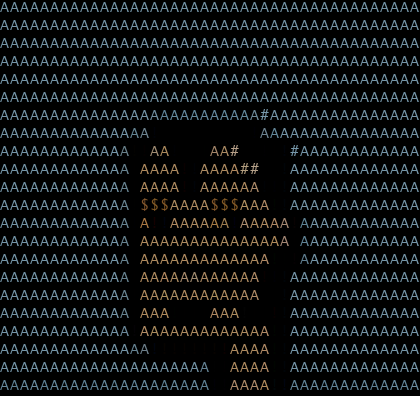 AAAAAAAAAAAAAAAAAAAAAAAAAAAAAAAAAAAAAAAAAA
AAAAAAAAAAAAAAAAAAAAAAAAAAAAAAAAAAAAAAAAAA
AAAAAAAAAAAAAAAAAAAAAAAAAAAAAAAAAAAAAAAAAA
AAAAAAAAAAAAAAAAAAAAAAAAAAAAAAAAAAAAAAAAAA
AAAAAAAAAAAAAAAAAAAAAAAAAAAAAAAAAAAAAAAAAA
AAAAAAAAAAAAAAAAAAAAAAAAAAAAAAAAAAAAAAAAAA
AAAAAAAAAAAAAAAAAAAAAAAAAA#AAAAAAAAAAAAAAA
AAAAAAAAAAAAAAA           AAAAAAAAAAAAAAAA
AAAAAAAAAAAAA  AA    AA#     #AAAAAAAAAAAA
AAAAAAAAAAAAA AAAA  AAAA##   AAAAAAAAAAAAA
AAAAAAAAAAAAA AAAA  AAAAAA   AAAAAAAAAAAAA
AAAAAAAAAAAAA $$$AAAA$$$AAA  AAAAAAAAAAAAA
AAAAAAAAAAAAA A  AAAAAA AAAAA AAAAAAAAAAAA
AAAAAAAAAAAAA AAAAAAAAAAAAAAA AAAAAAAAAAAA
AAAAAAAAAAAAA AAAAAAAAAAAAA   AAAAAAAAAAAA
AAAAAAAAAAAAA AAAAAAAAAAAA   AAAAAAAAAAAAA
AAAAAAAAAAAAA AAAAAAAAAAAA   AAAAAAAAAAAAA
AAAAAAAAAAAAA AAA    AAA     AAAAAAAAAAAAA
AAAAAAAAAAAAA AAAAAAAAAAAAA  AAAAAAAAAAAAA
AAAAAAAAAAAAAAA        AAAA  AAAAAAAAAAAAA
AAAAAAAAAAAAAAAAAAAAA  AAAA  AAAAAAAAAAAAA
AAAAAAAAAAAAAAAAAAAAA  AAAA  AAAAAAAAAAAAA